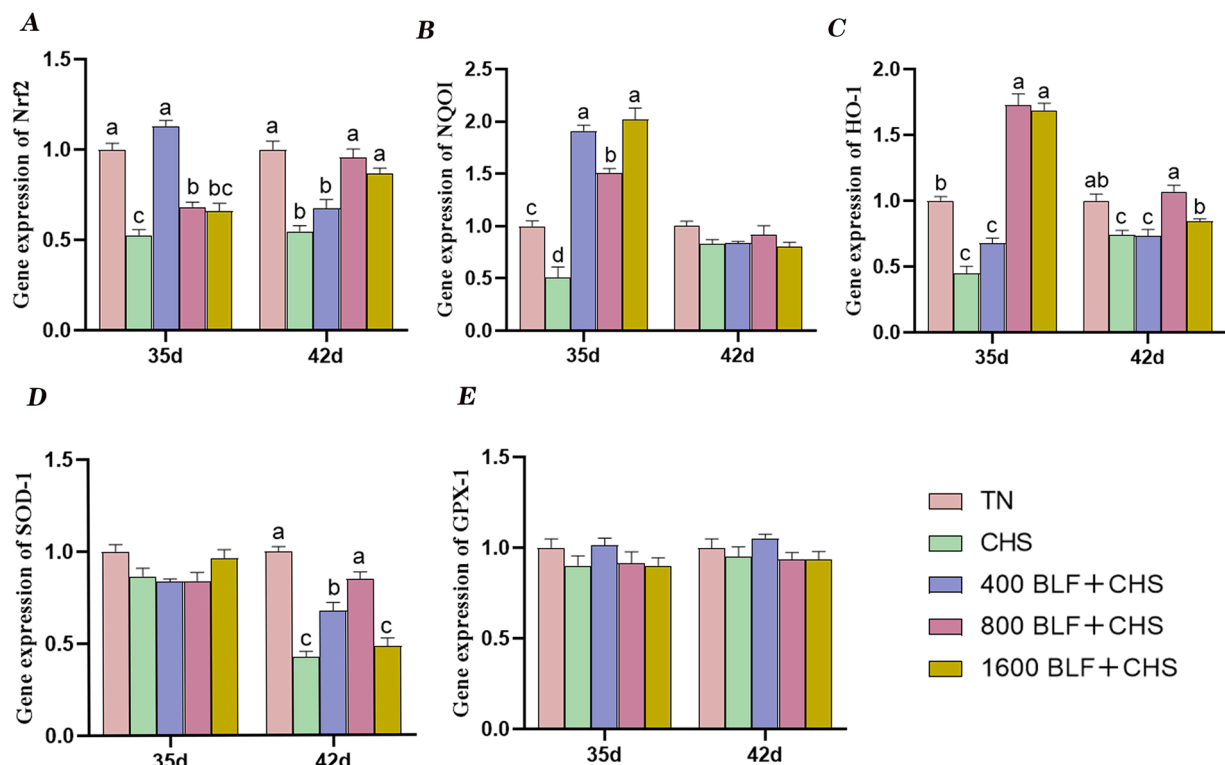 A
Gene expression of Nrf2
1.5
1.0
0.5
0.0
a
c
a
b
bc
a
b
b
a
a
35d
42d
B
Gene expression of NQOI
2.5
2.0
1.5
1.0
0.5
0.0
c
d
a
b
a
35d
42d
C
Gene expression of HO-1
2.0
1.5
1.0
0.5
0.0
b
c
c
a
a
ab
c
c
a
b
35d
42d
D
Gene expression of SOD-1
1.5
1.0
0.5
0.0
a
c
b
a
c
35d
42d
E
Gene expression of GPX-1
1.5
1.0
0.5
0.0
35d
42d
TN
CHS
400 BLF+CHS
800 BLF+CHS
1600 BLF+CHS